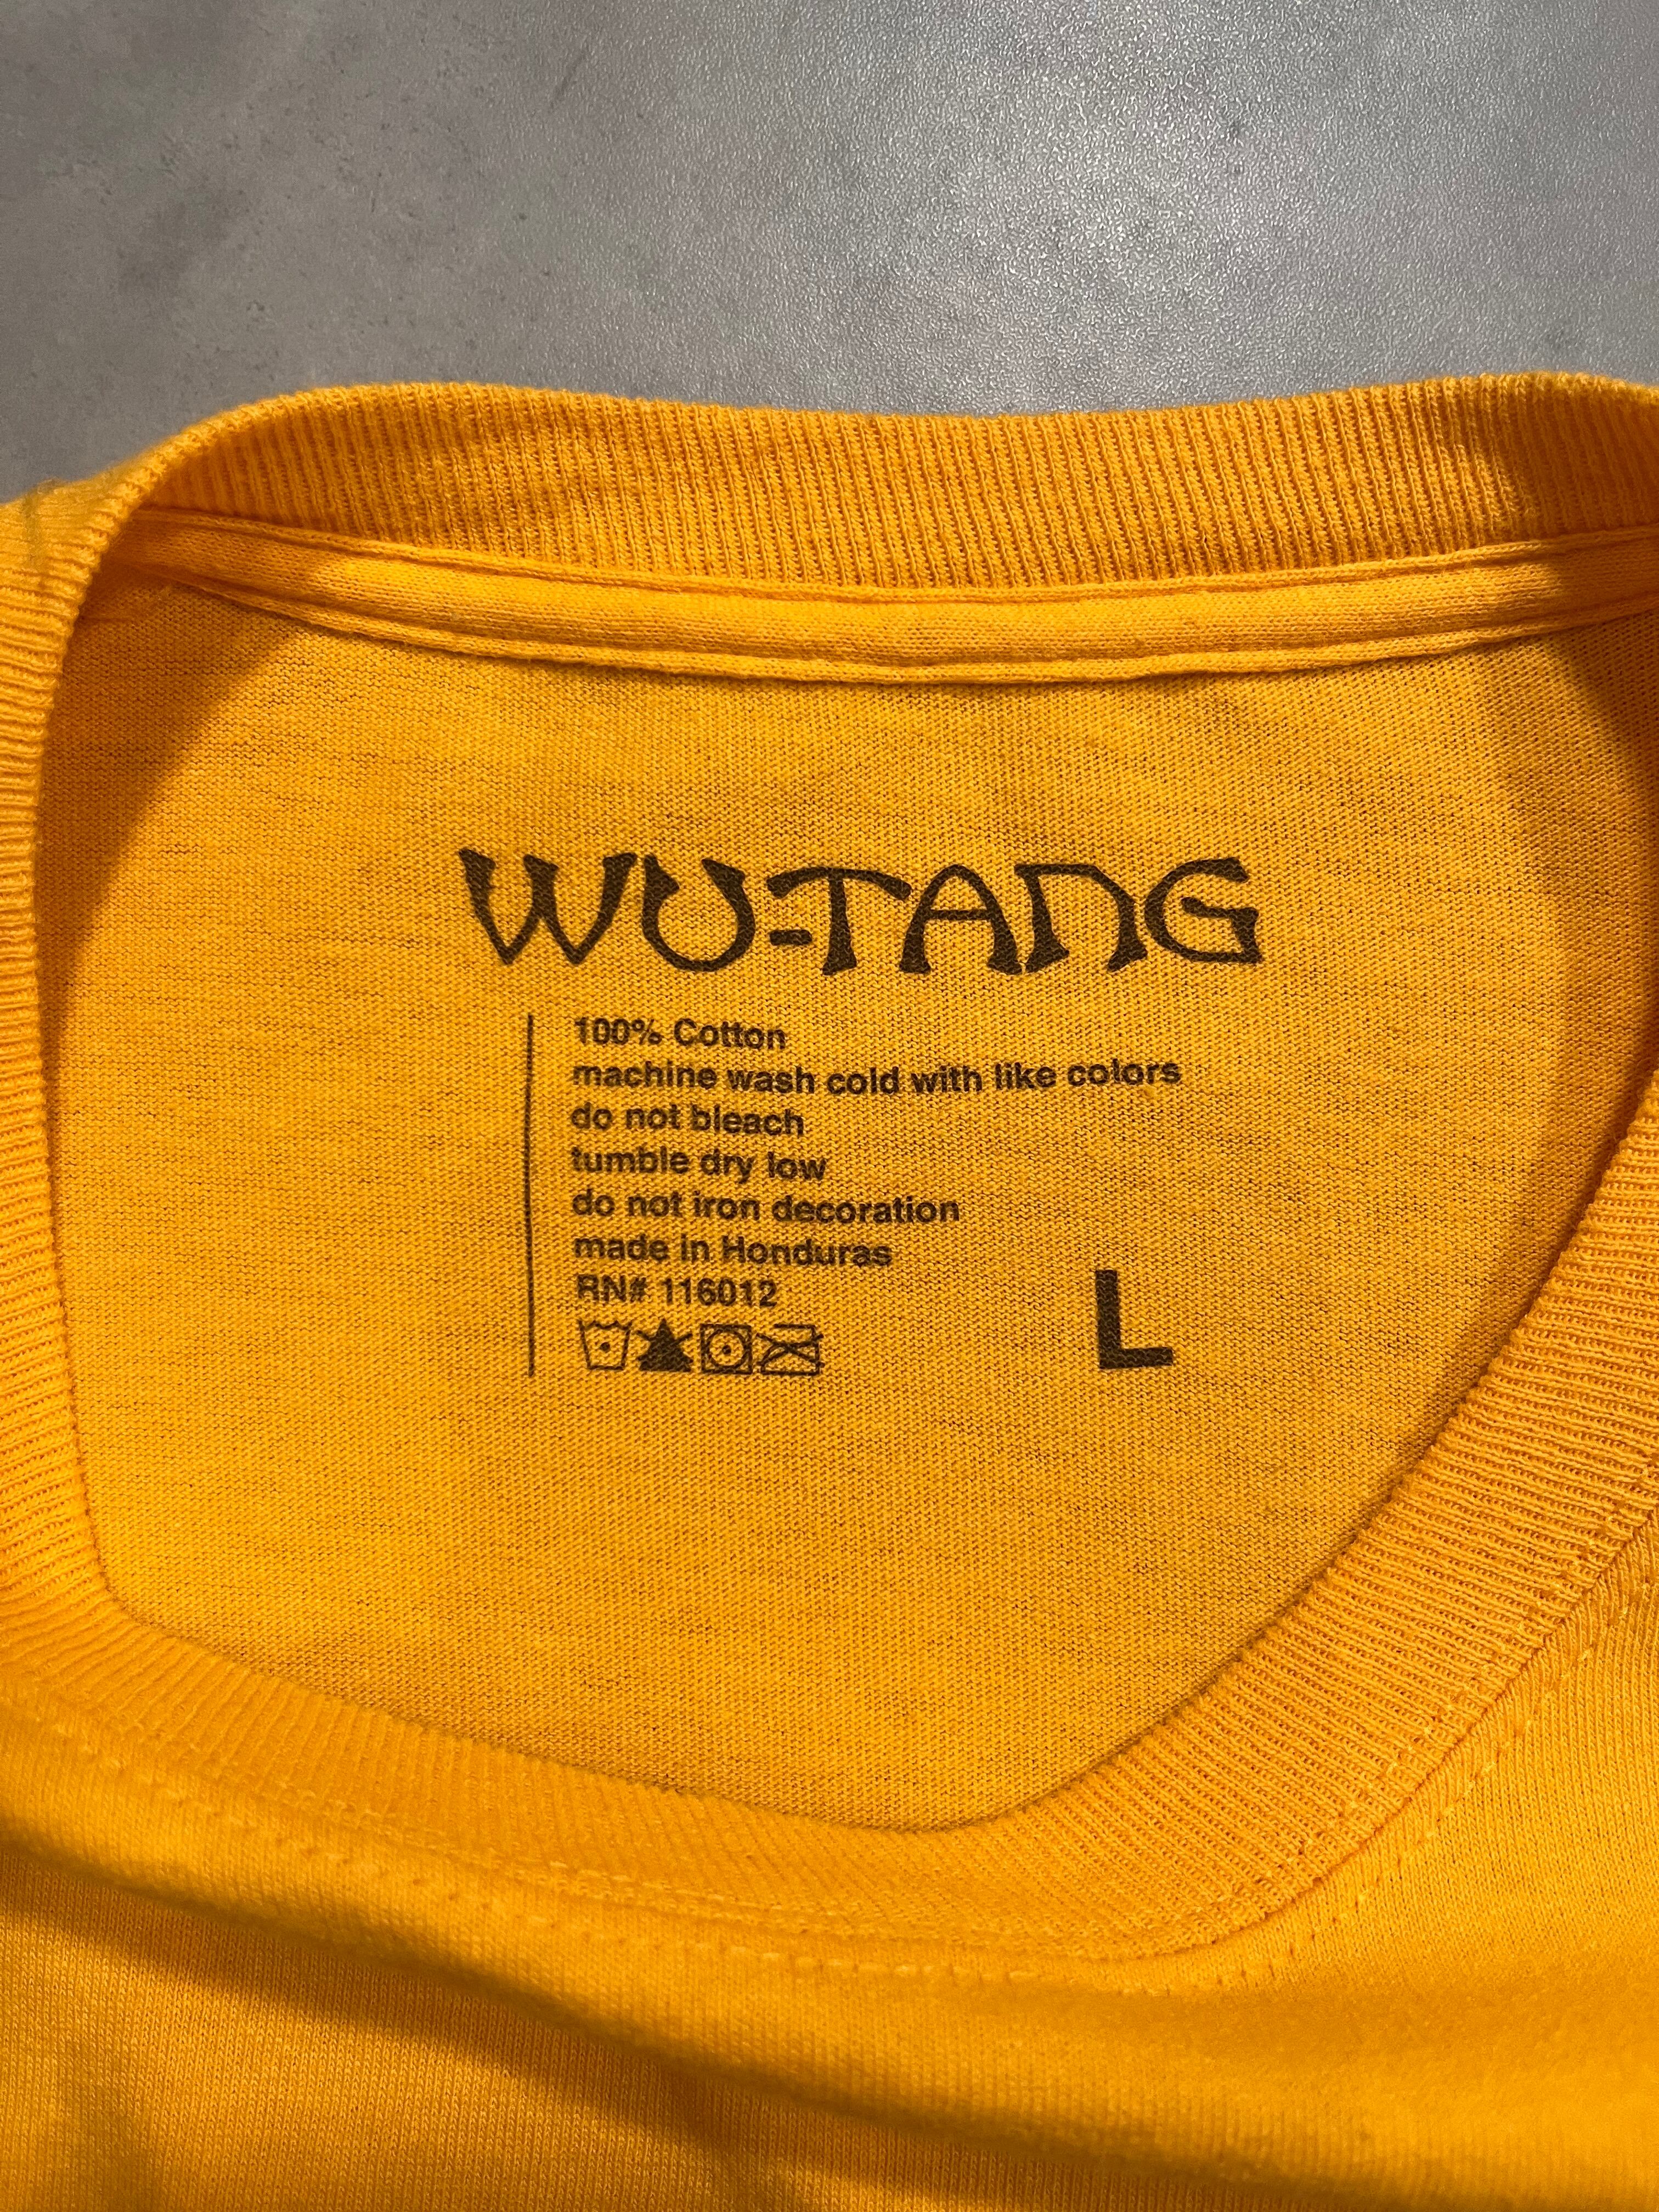 WU-TANG
100% Cotton
machine wash cold with like colors
do not bleach
tumble dry low
do not iron decoration
made in Honduras
RN# 116012
L